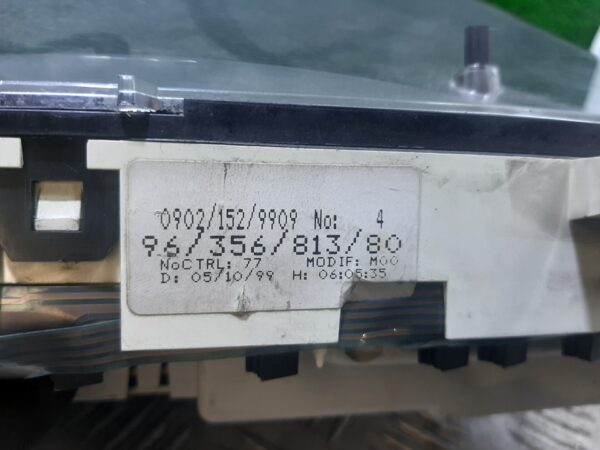 0902/152/9909 No: 4
96/356/813/80
NoCTRL: 77 MODIF: M00
D: 05/10/99 H: 06:05:35